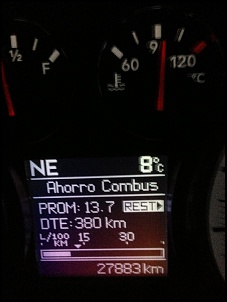 ½ F
60 9 120 °C
NE 8°C
Ahorro Combus
PROM: 13.7 REST
DTE: 380 km
L/100 KM 15 30
27883 km